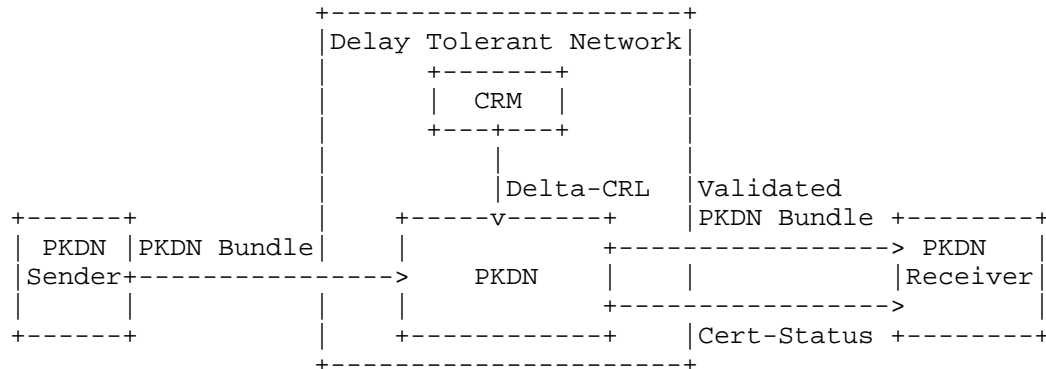 Delay Tolerant Network
CRM
Delta-CRL Validated
PKDN Bundle
PKDN PKDN Bundle PKDN
Sender PKDN Receiver
Cert-Status